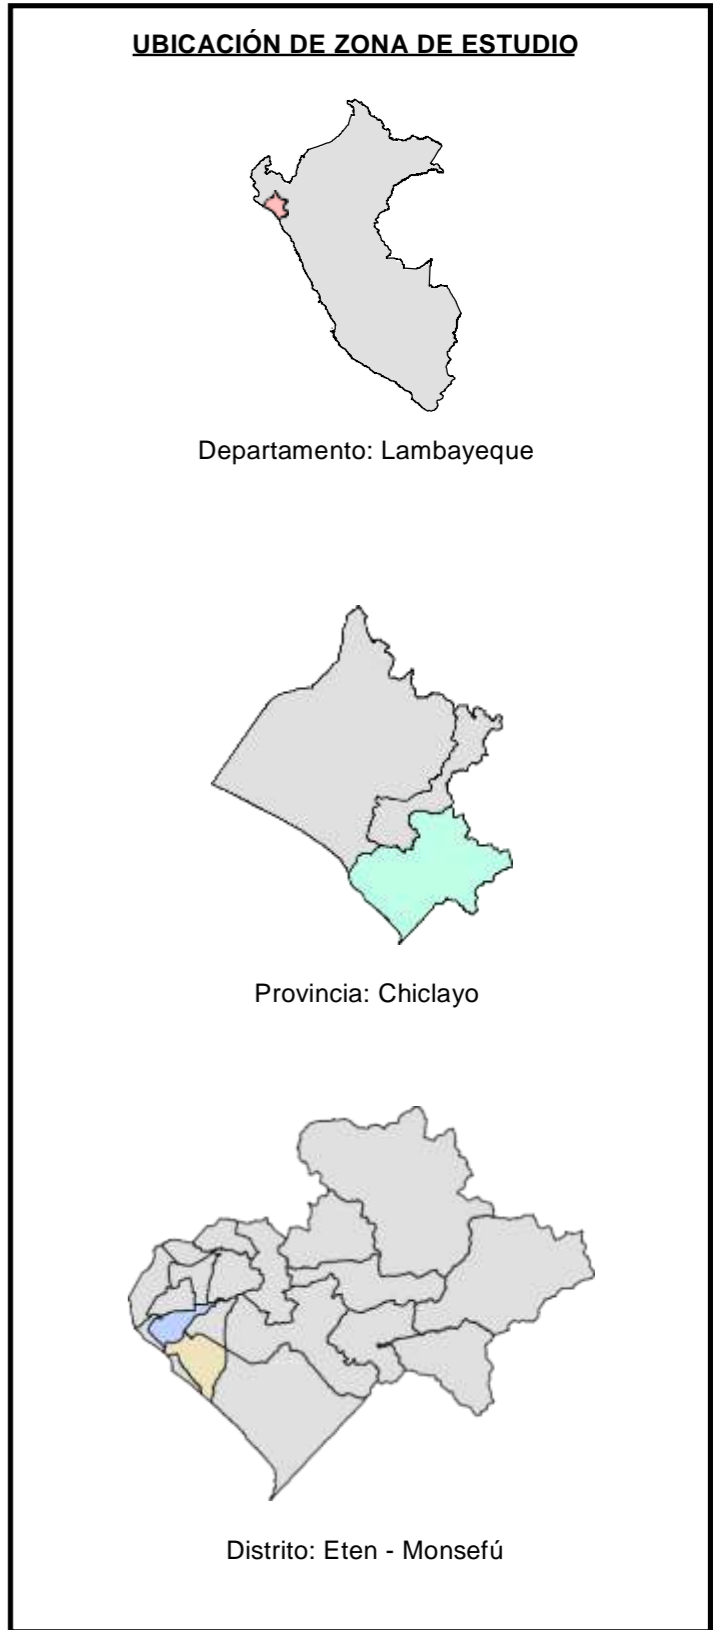 UBICACIÓN DE ZONA DE ESTUDIO
Departamento: Lambayeque
Provincia: Chiclayo
Distrito: Eten - Monsefú